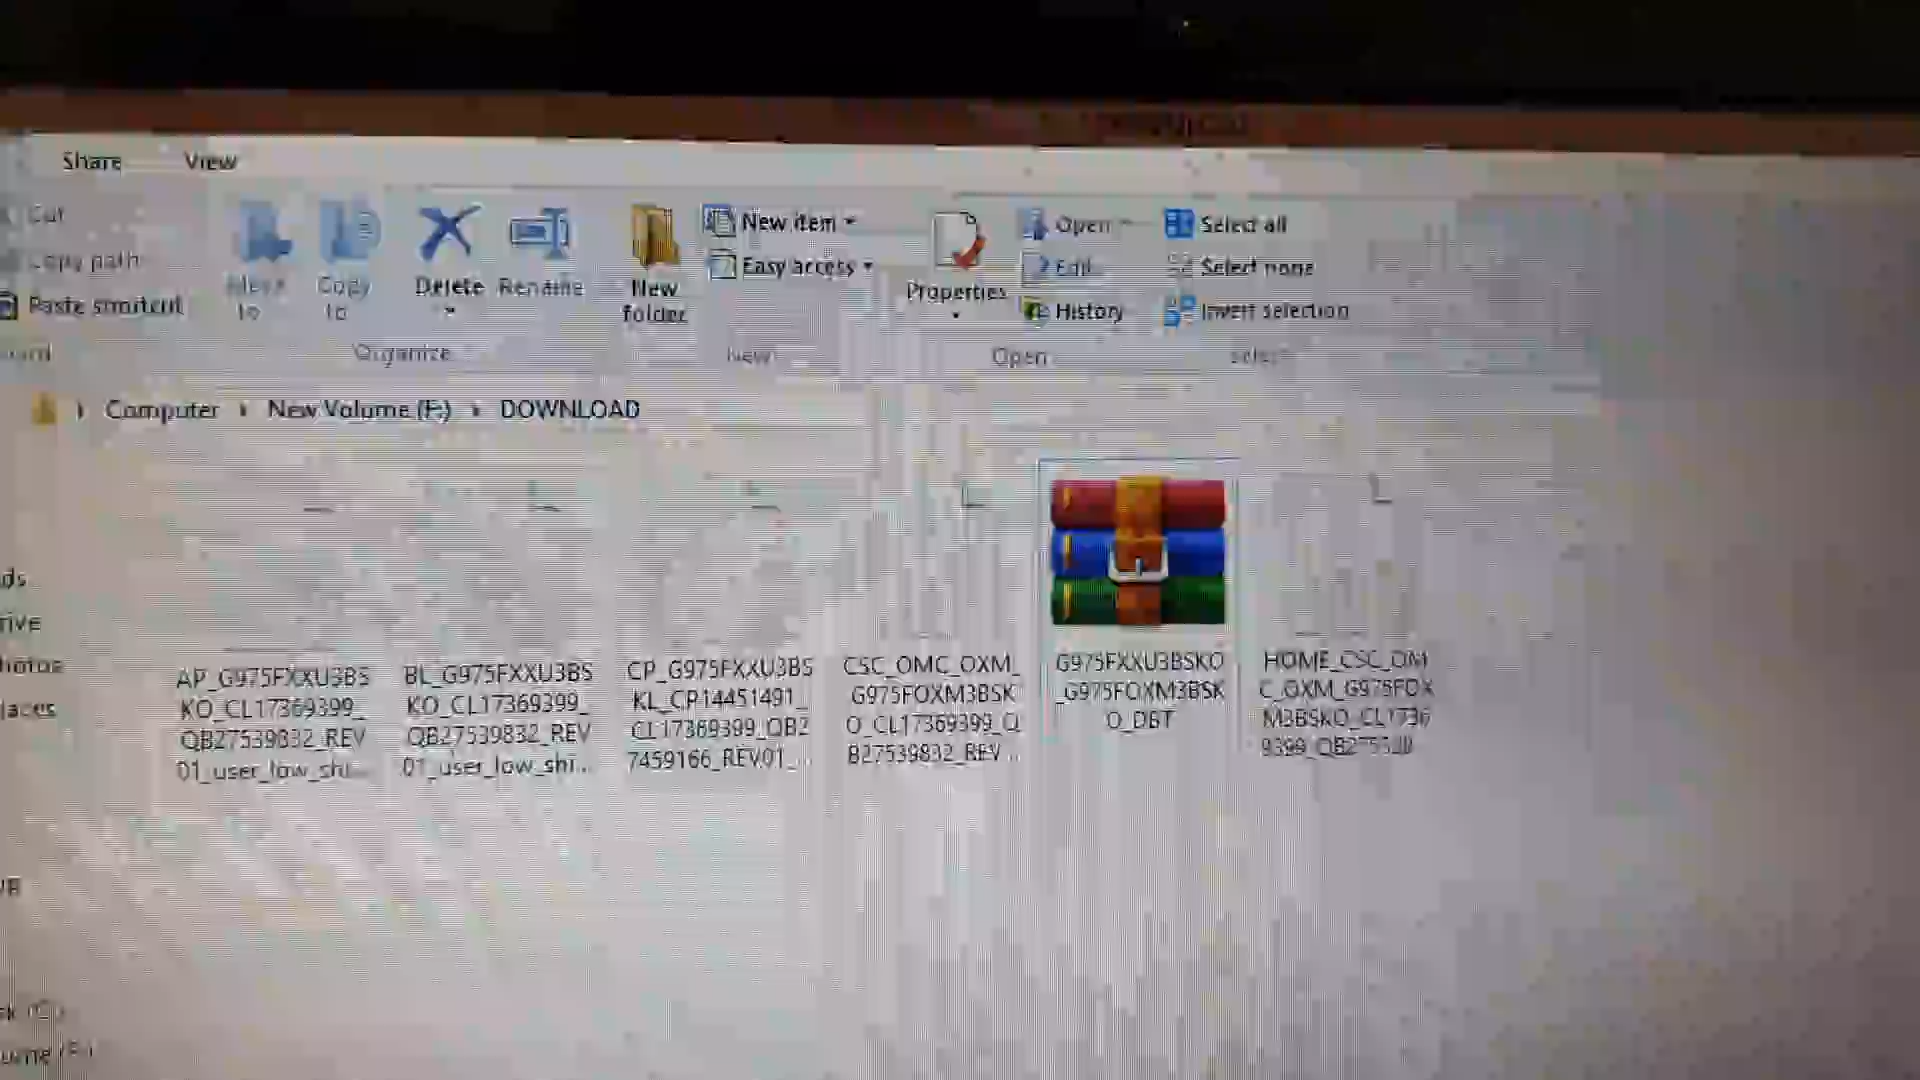 Share View
Cut
Copy path
Paste shortcut
Move to
Copy to
Delete
Rename
New folder
New item
Easy access
Properties
Open
Edit
History
Select all
Select none
Invert selection
Organize
New
Open
Select
Computer › New Volume (F:) › DOWNLOAD
AP_G975FXXU3BS
KO_CL17369399_
QB27539832_REV
01_user_low_shi...
BL_G975FXXU3BS
KO_CL17369399_
QB27539832_REV
01_user_low_shi...
CP_G975FXXU3BS
KL_CP14451491_
CL17369399_QB2
7459166_REV01_...
CSC_OMC_OXM_
G975FOXM3BSK
O_CL17369399_Q
B27539832_REV...
G975FXXU3BSKO
_G975FOXM3BSK
O_DBT
HOME_CSC_OM
C_OXM_G975FOX
M3BSKO_CL1736